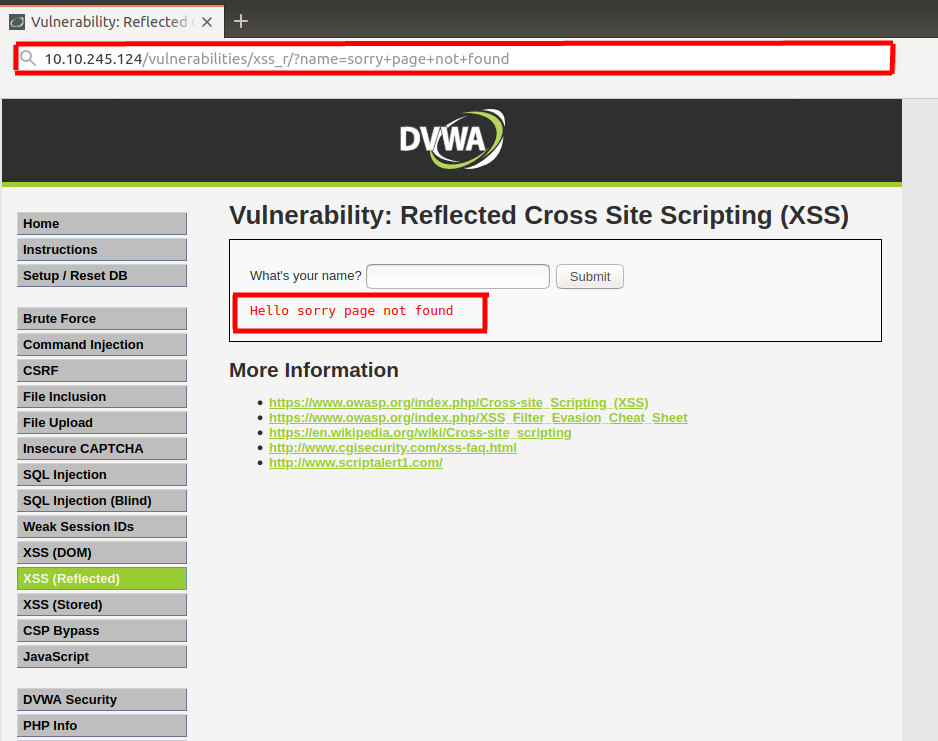 Vulnerability: Reflected
10.10.245.124/vulnerabilities/xss_r/?name=sorry+page+not+found
DVWA
Home
Instructions
Setup / Reset DB
Brute Force
Command Injection
CSRF
File Inclusion
File Upload
Insecure CAPTCHA
SQL Injection
SQL Injection (Blind)
Weak Session IDs
XSS (DOM)
XSS (Reflected)
XSS (Stored)
CSP Bypass
JavaScript
DVWA Security
PHP Info
Vulnerability: Reflected Cross Site Scripting (XSS)
What's your name? Submit
Hello sorry page not found
More Information
https://www.owasp.org/index.php/Cross-site_Scripting_(XSS)
https://www.owasp.org/index.php/XSS_Filter_Evasion_Cheat_Sheet
https://en.wikipedia.org/wiki/Cross-site_scripting
http://www.cgisecurity.com/xss-faq.html
http://www.scriptalert1.com/